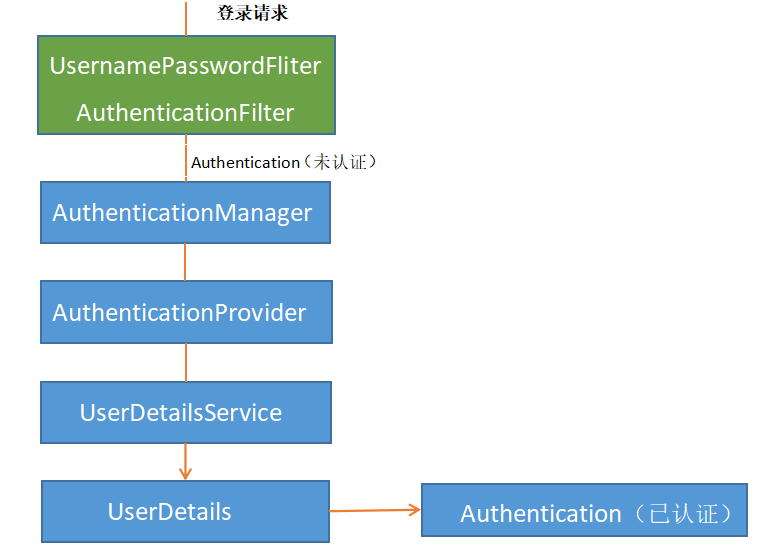 登录请求
UsernamePasswordFliter
AuthenticationFilter
Authentication（未认证）
AuthenticationManager
AuthenticationProvider
UserDetailsService
UserDetails
Authentication（已认证）